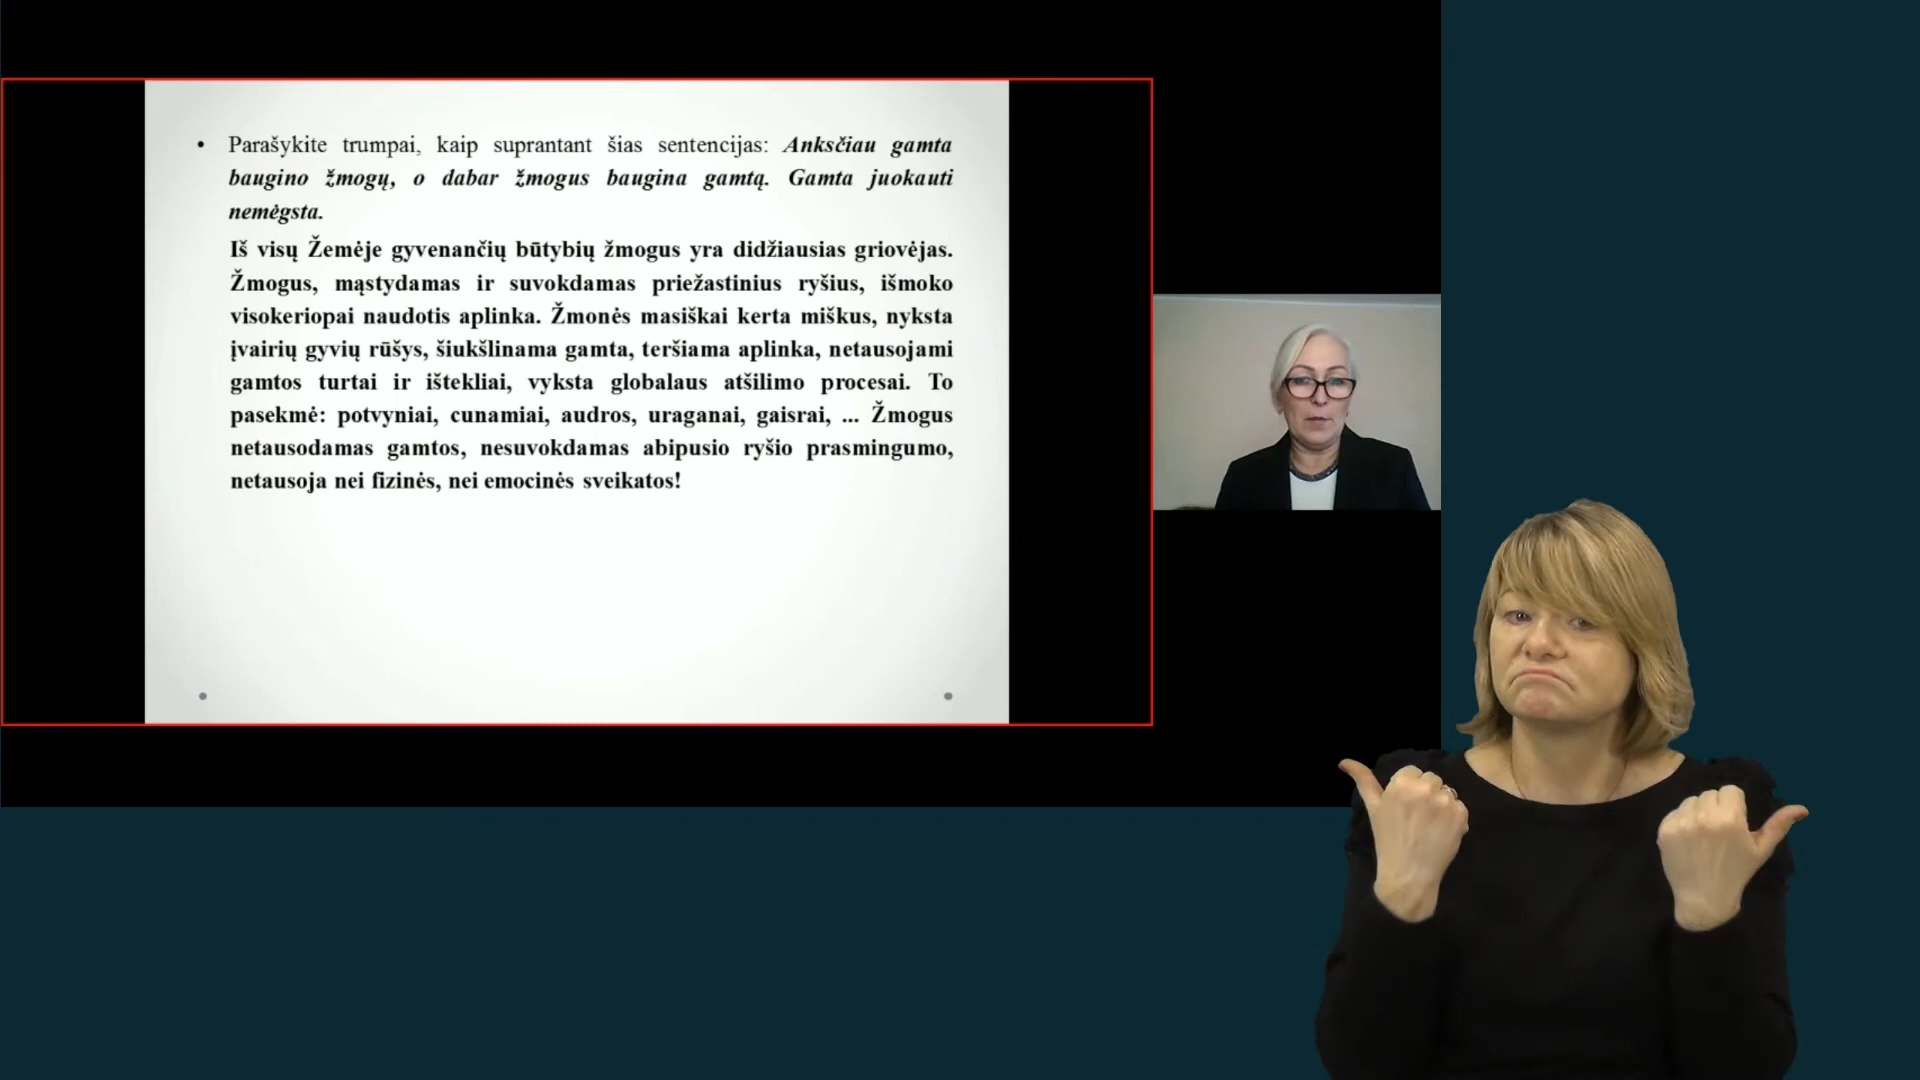 • Parašykite trumpai, kaip suprantant šias sentencijas: Anksčiau gamta
baugino žmogų, o dabar žmogus baugina gamtą. Gamta juokauti
nemėgsta.
Iš visų Žemėje gyvenančių būtybių žmogus yra didžiausias griovėjas.
Žmogus, mąstydamas ir suvokdamas priežastinius ryšius, išmoko
visokeriopai naudotis aplinka. Žmonės masiškai kerta miškus, nyksta
įvairių gyvių rūšys, šiukšlinama gamta, teršiama aplinka, netausojami
gamtos turtai ir ištekliai, vyksta globalaus atšilimo procesai. To
pasekmė: potvyniai, cunamiai, audros, uraganai, gaisrai, ... Žmogus
netausodamas gamtos, nesuvokdamas abipusio ryšio prasmingumo,
netausoja nei fizinės, nei emocinės sveikatos!